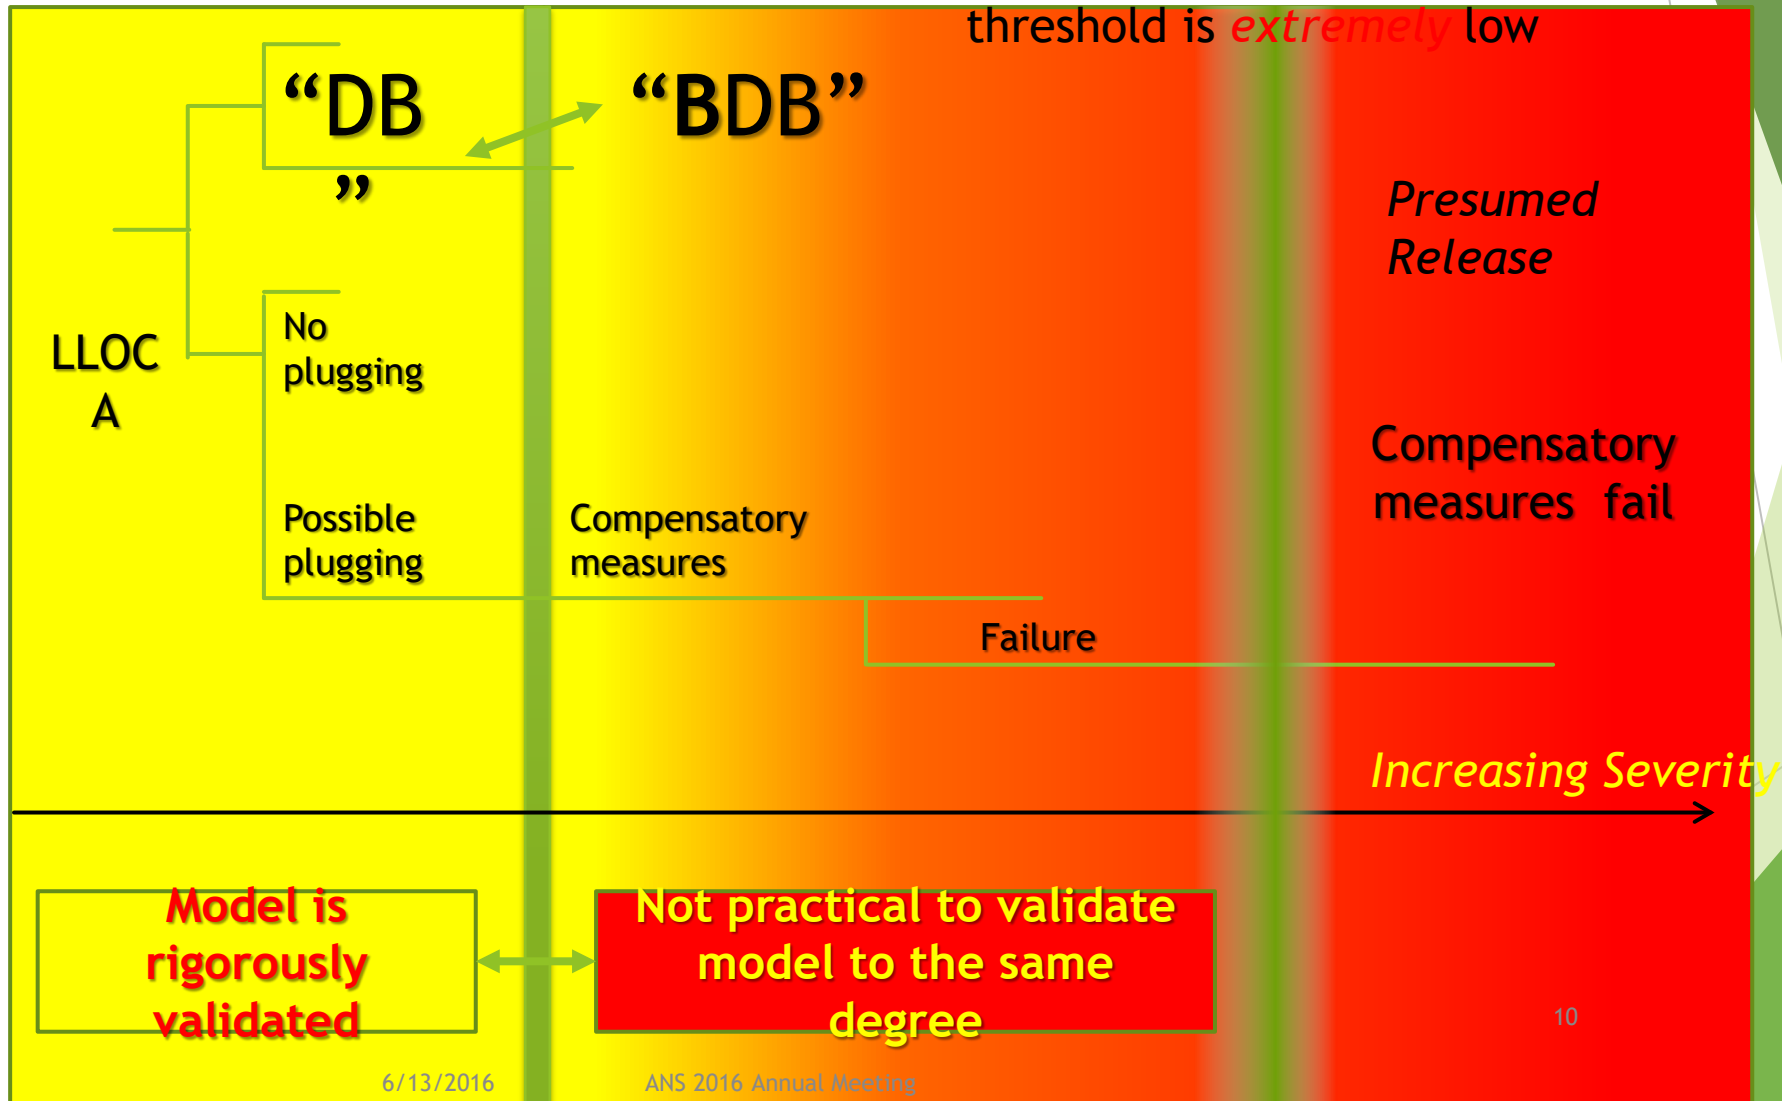 threshold is extremely low
“DB
”
“BDB”
Presumed
Release
No
plugging
LLOC
A
Compensatory
measures fail
Possible
plugging
Compensatory
measures
Failure
Increasing Severity
Model is
rigorously
validated
Not practical to validate
model to the same
degree
10
6/13/2016
ANS 2016 Annual Meeting